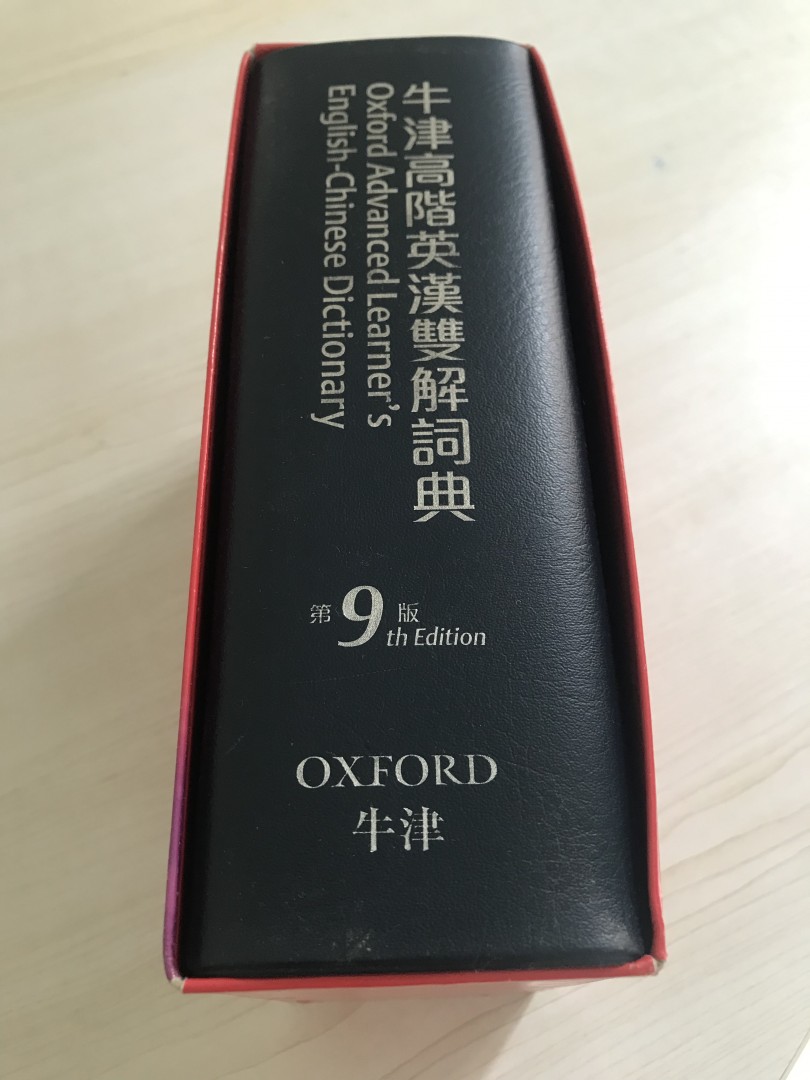 牛津高階英漢雙解詞典
Oxford Advanced Learner's
English-Chinese Dictionary
第9版
th Edition
OXFORD
牛津